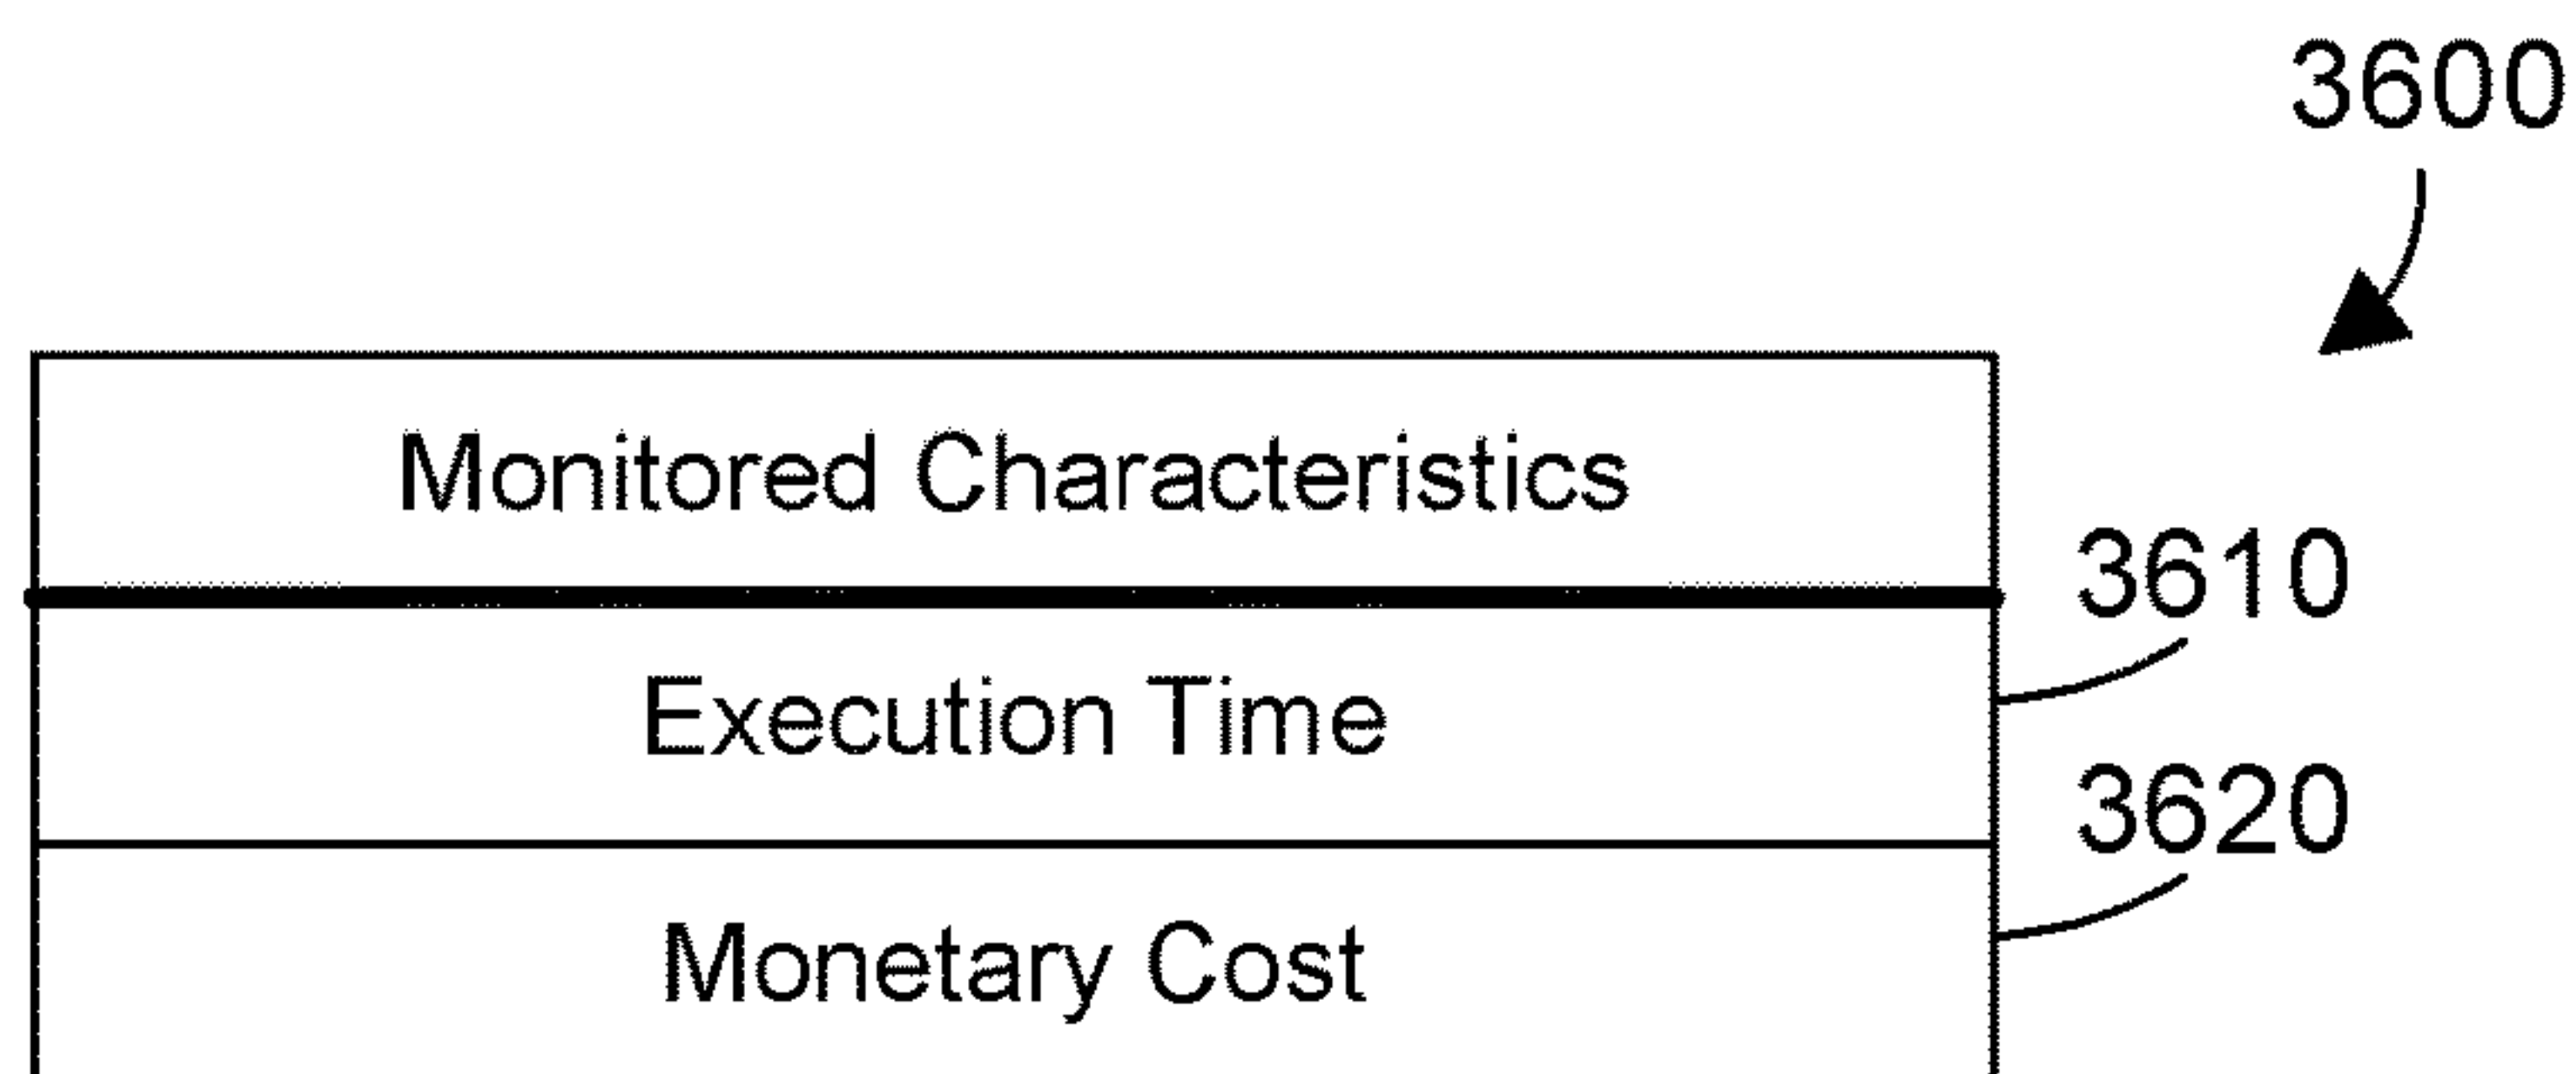 3600
Monitored Characteristics
3610
Execution Time
3620
Monetary Cost